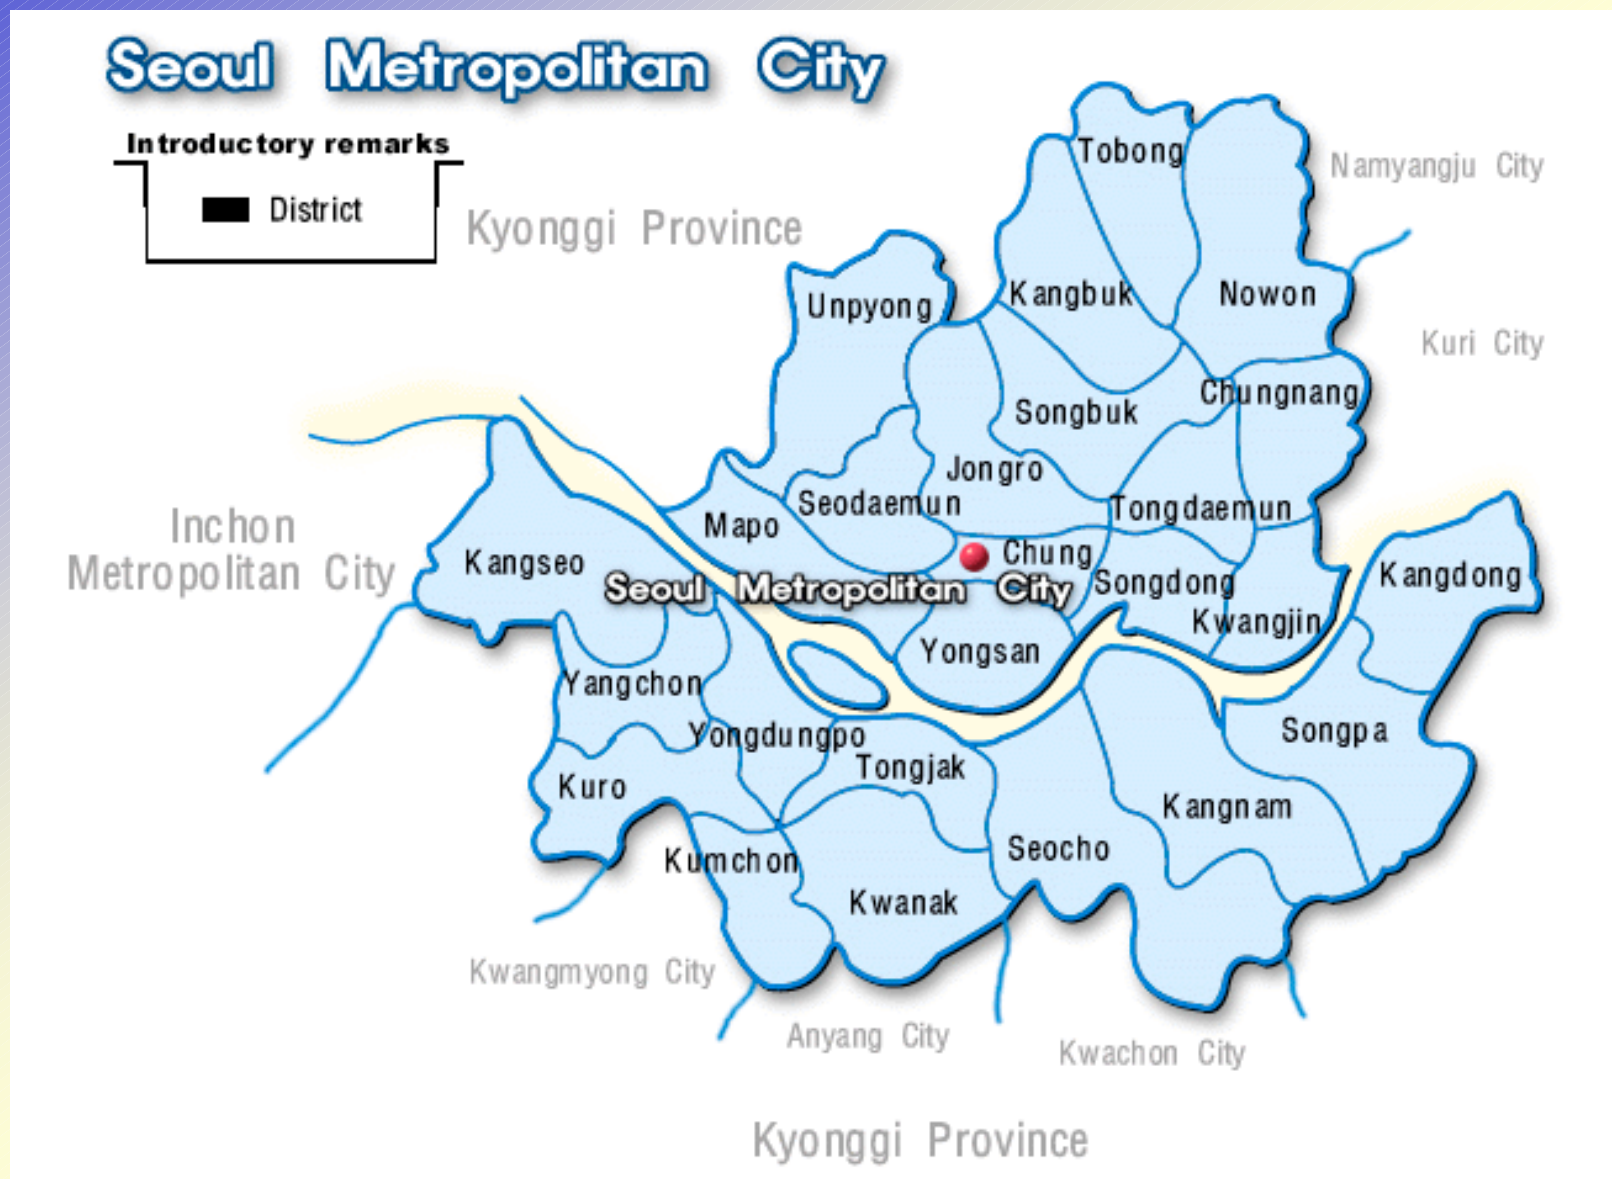 Seoul Metropolitan City
Introductory remarks
District
Kyonggi Province
Tobong
Namyangju City
Unpyong
Kangbuk
Nowon
Kuri City
Chungnang
Songbuk
Jongro
Seodaemun
Tongdaemun
Mapo
Inchon
Metropolitan City
Kangseo
Chung
Songdong
Kangdong
Seoul Metropolitan City
Kwangjin
Yongsan
Yangchon
Yongdungpo
Songpa
Tongjak
Kuro
Kangnam
Seocho
Kumchon
Kwanak
Kwangmyong City
Anyang City
Kwachon City
Kyonggi Province